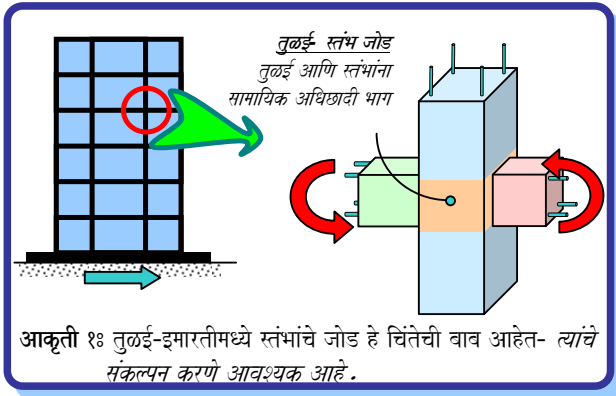 तुळई- स्तंभ जोड
तुळई आणि स्तंभांना
सामायिक अधिछादी भाग
आकृती १ः तुळई-इमारतीमध्ये स्तंभांचे जोड हे चिंतेची बाब आहेत- त्यांचे
संकल्पन करणे आवश्यक आहे.